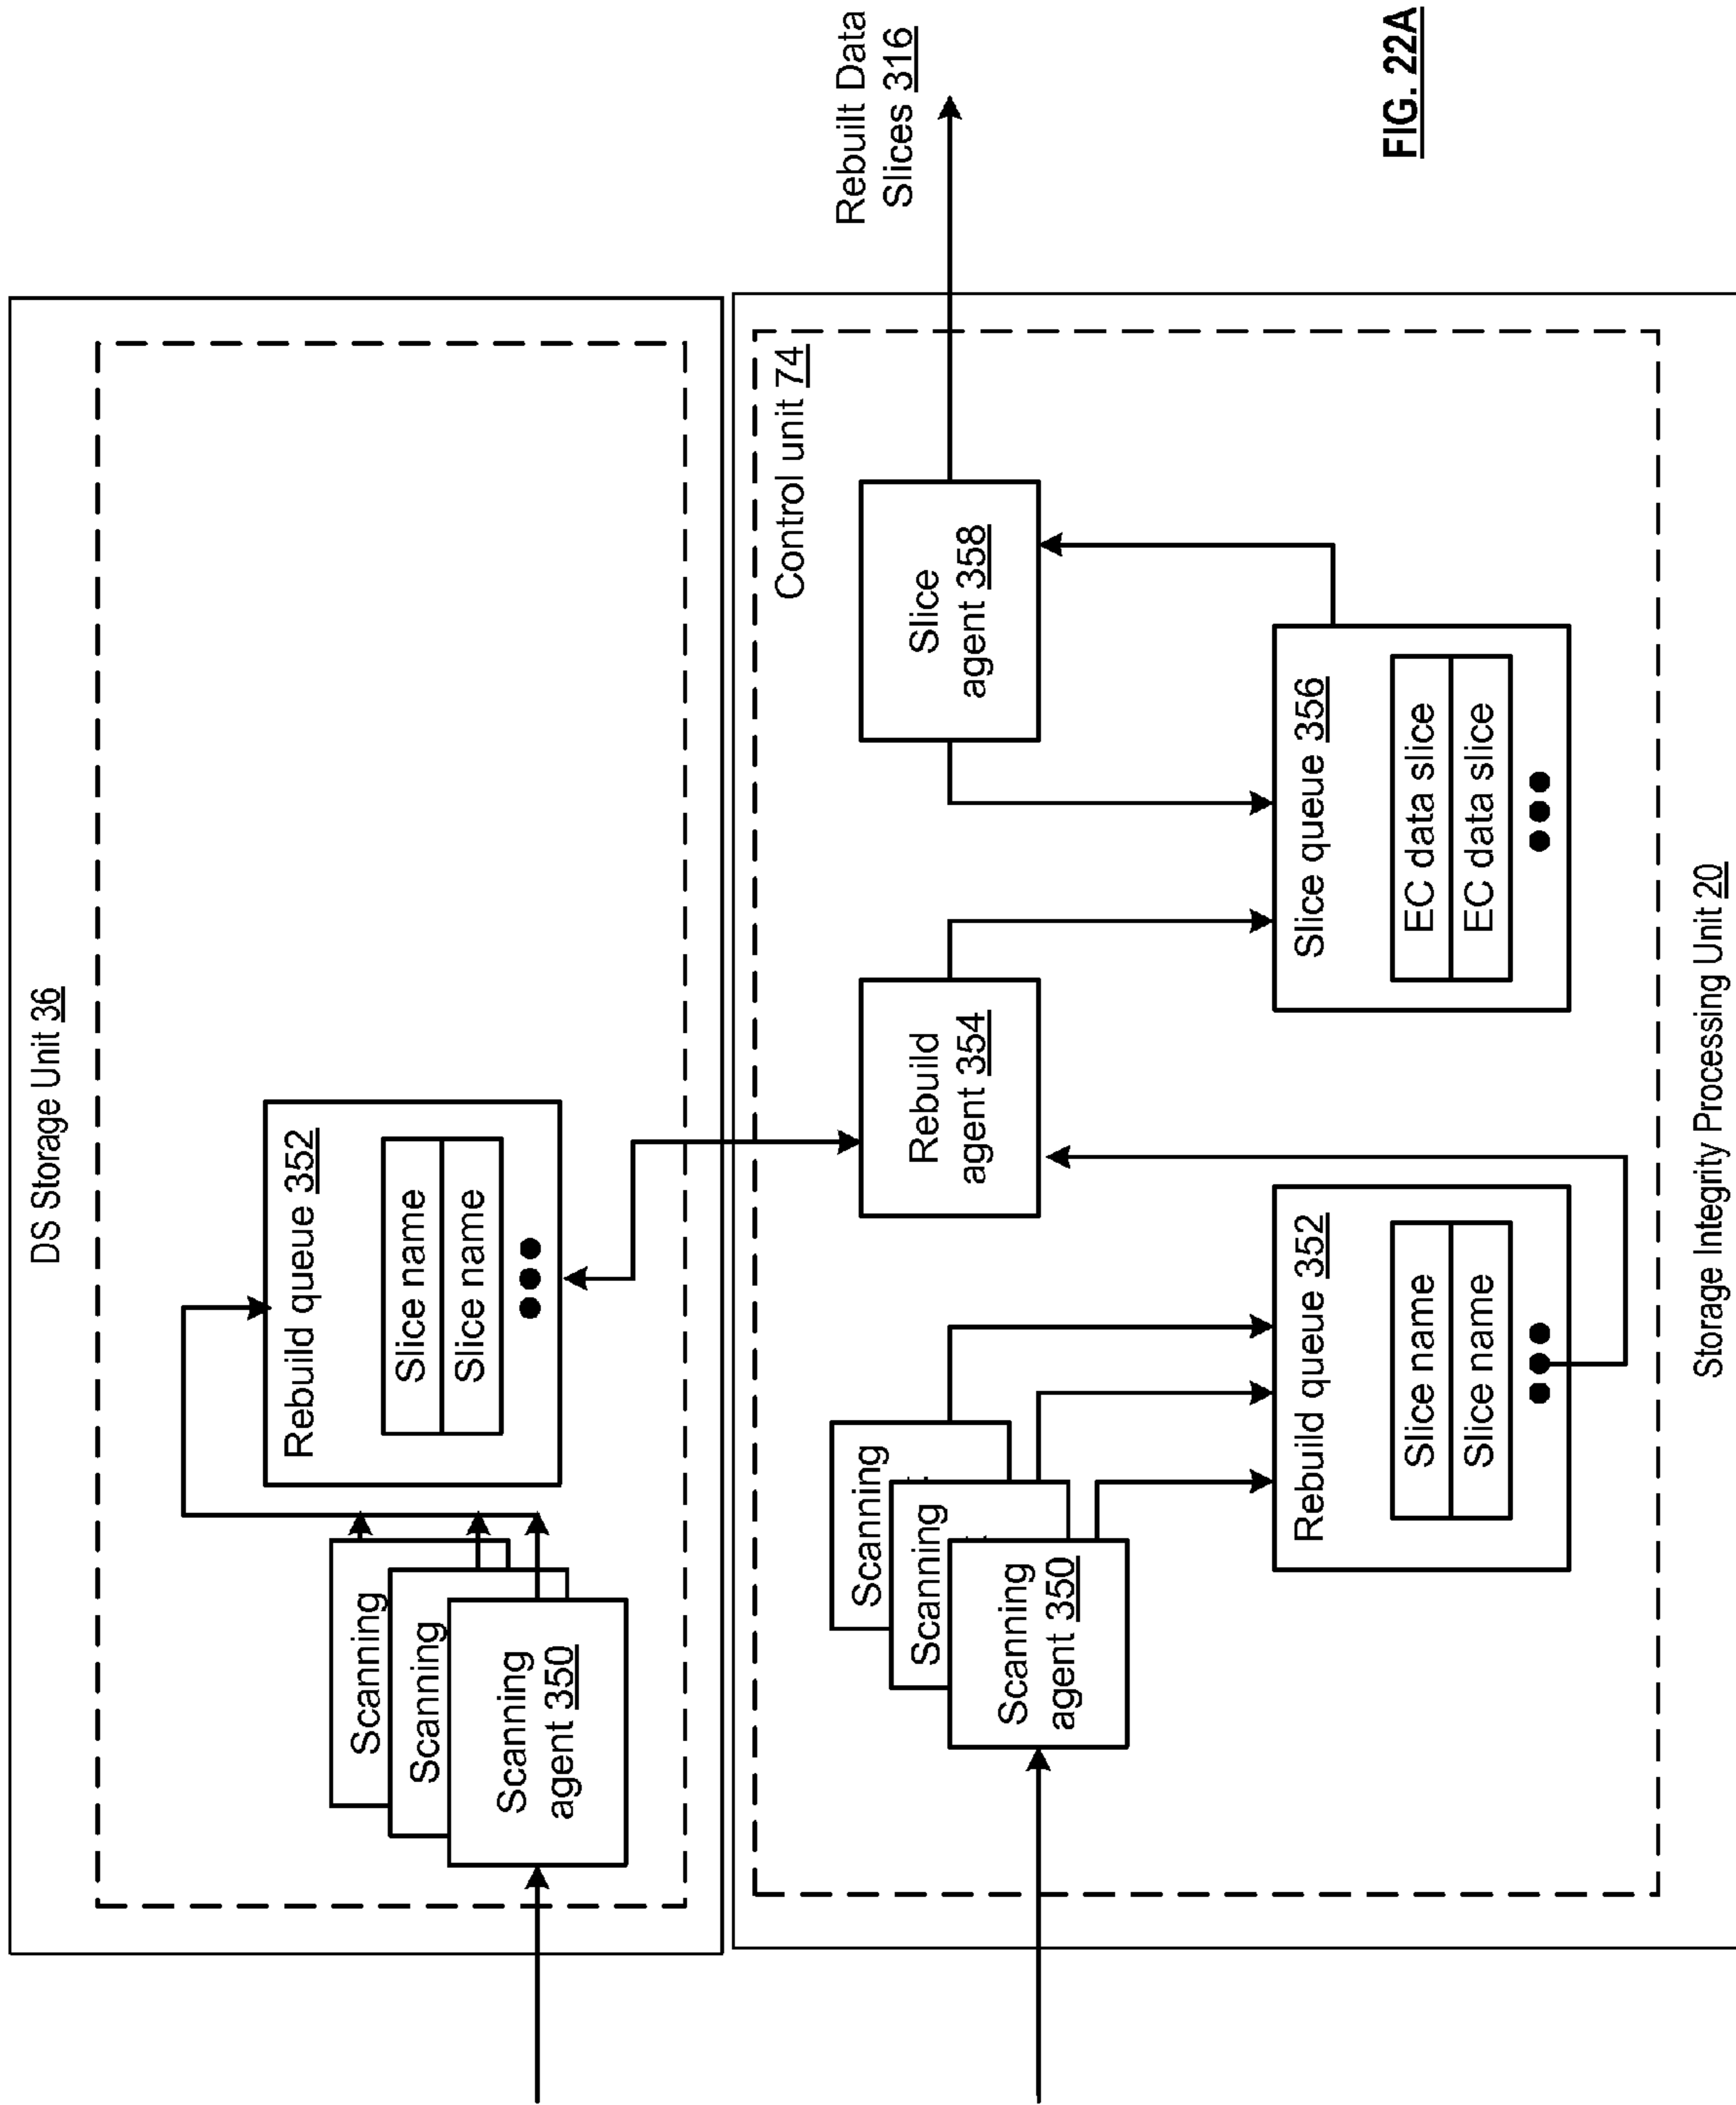 DS Storage Unit 36
Scanning
Scanning
Scanning
agent 350
Rebuild queue 352
Slice name
Slice name
Control unit 74
Scanning
Scanning
Scanning
agent 350
Rebuild queue 352
Slice name
Slice name
Rebuild
agent 354
Slice queue 356
EC data slice
EC data slice
Slice
agent 358
Rebuilt Data
Slices 316
Storage Integrity Processing Unit 20
FIG. 22A